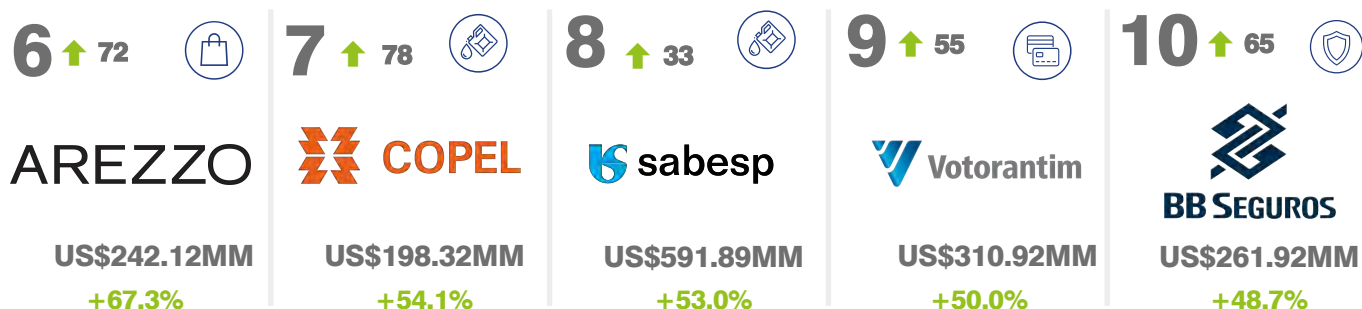 6 72
AREZZO
US$242.12MM
+67.3%
7 78
COPEL
US$198.32MM
+54.1%
8 33
sabesp
US$591.89MM
+53.0%
9 55
Votorantim
US$310.92MM
+50.0%
10 65
BB SEGUROS
US$261.92MM
+48.7%